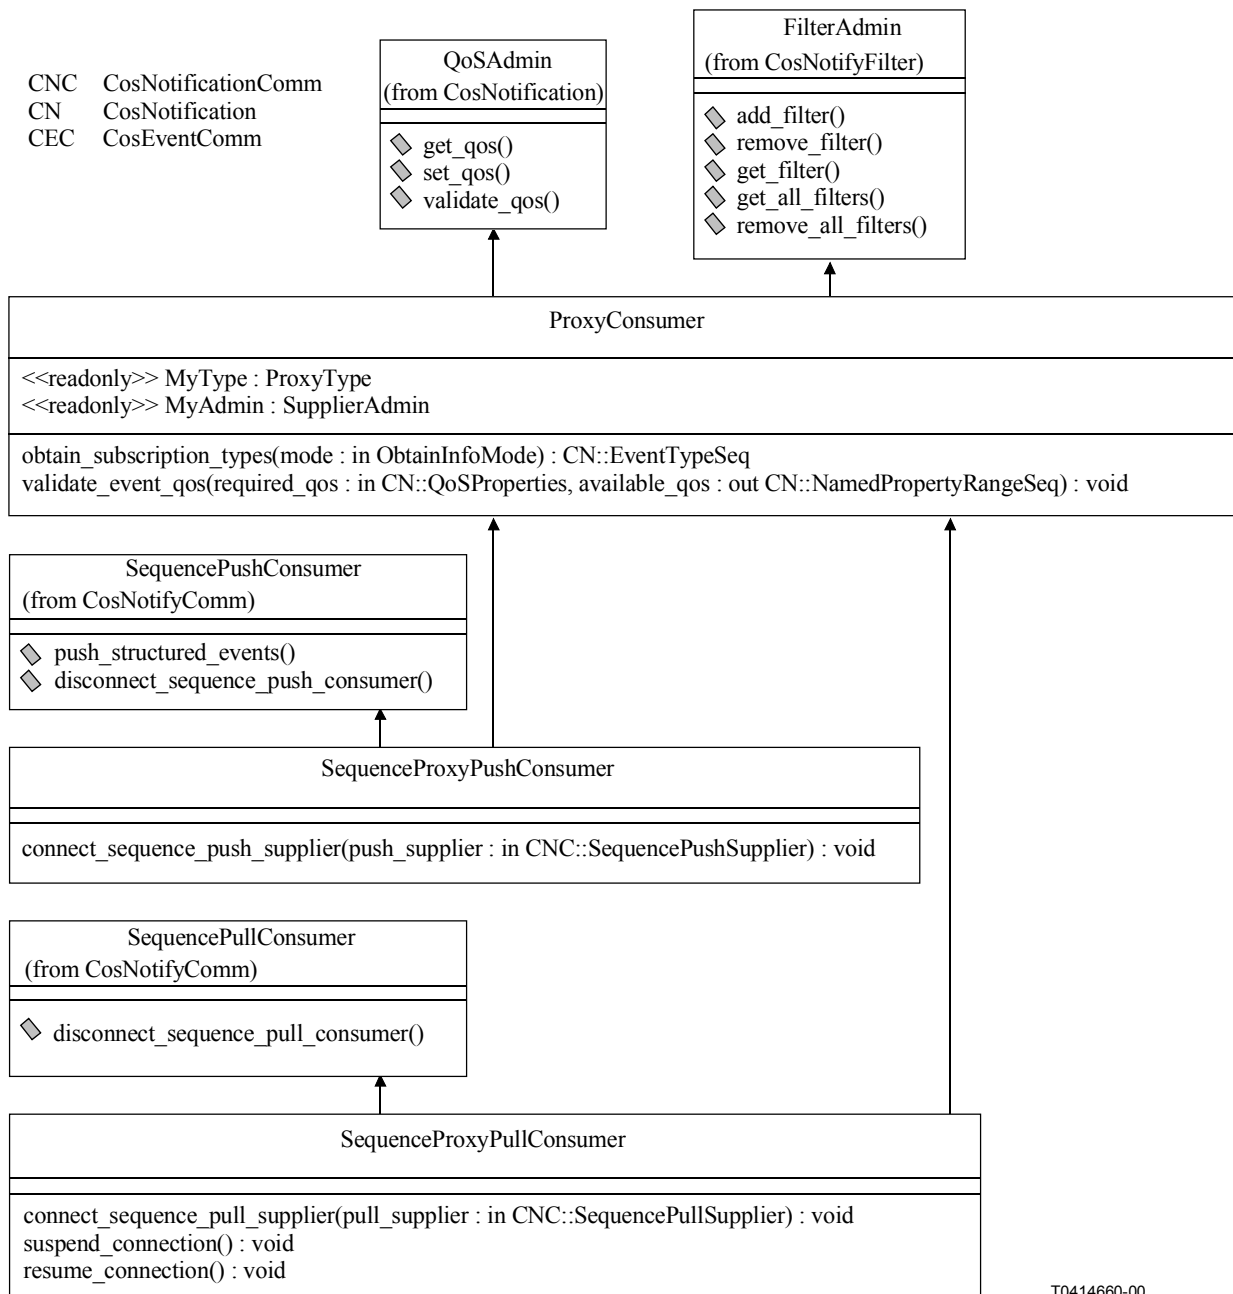 CNC CosNotificationComm
CN CosNotification
CEC CosEventComm
QoSAdmin
(from CosNotification)
get_qos()
set_qos()
validate_qos()
FilterAdmin
(from CosNotifyFilter)
add_filter()
remove_filter()
get_filter()
get_all_filters()
remove_all_filters()
ProxyConsumer
<<readonly>> MyType : ProxyType
<<readonly>> MyAdmin : SupplierAdmin
obtain_subscription_types(mode : in ObtainInfoMode) : CN::EventTypeSeq
validate_event_qos(required_qos : in CN::QoSProperties, available_qos : out CN::NamedPropertyRangeSeq) : void
SequencePushConsumer
(from CosNotifyComm)
push_structured_events()
disconnect_sequence_push_consumer()
SequenceProxyPushConsumer
connect_sequence_push_supplier(push_supplier : in CNC::SequencePushSupplier) : void
SequencePullConsumer
(from CosNotifyComm)
disconnect_sequence_pull_consumer()
SequenceProxyPullConsumer
connect_sequence_pull_supplier(pull_supplier : in CNC::SequencePullSupplier) : void
suspend_connection() : void
resume_connection() : void
T0414660-00